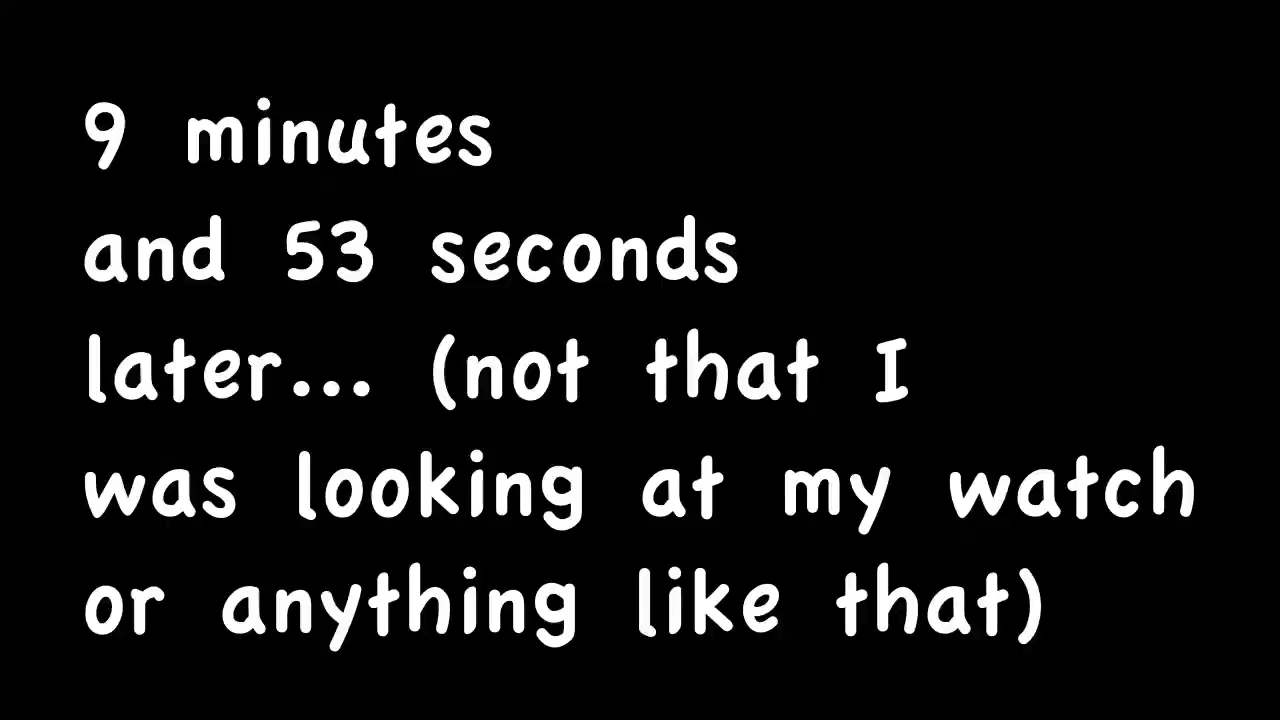 9 minutes
and 53 seconds
later... (not that I
was looking at my watch
or anything like that)